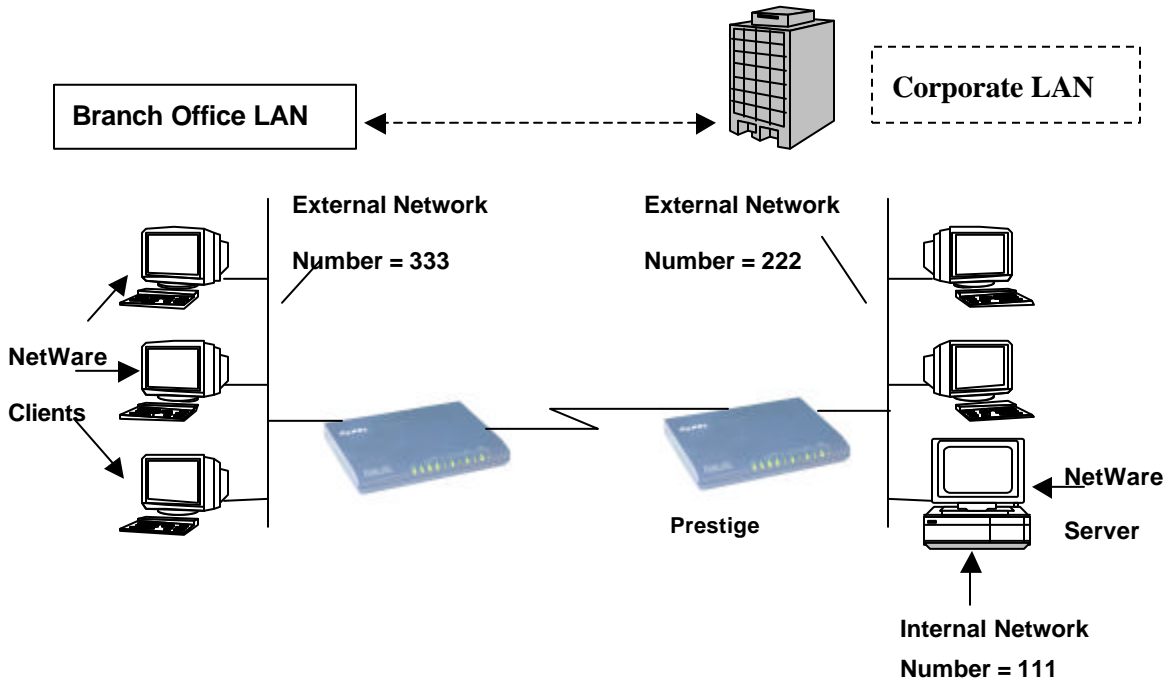 Branch Office LAN
Corporate LAN
External Network
Number = 333
External Network
Number = 222
NetWare
Clients
Prestige
NetWare
Server
Internal Network
Number = 111